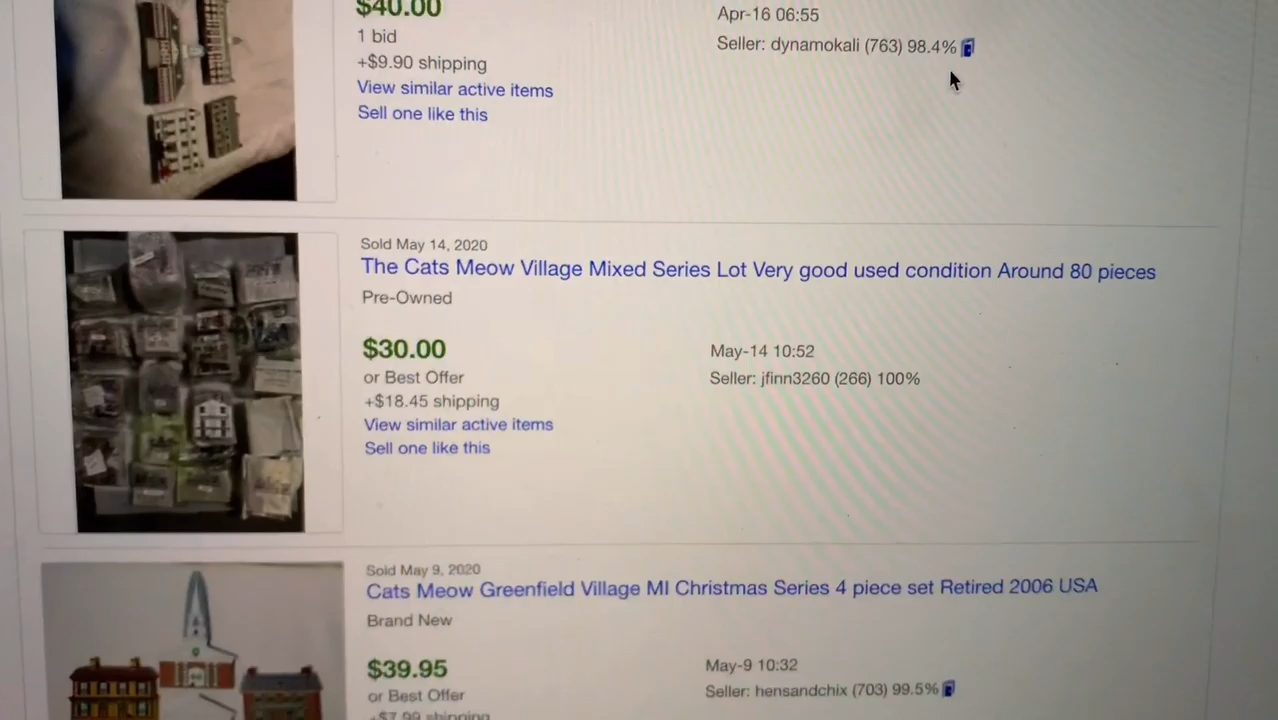 $40.00
1 bid
+$9.90 shipping
View similar active items
Sell one like this
Apr-16 06:55
Seller: dynamokali (763) 98.4%
Sold May 14, 2020
The Cats Meow Village Mixed Series Lot Very good used condition Around 80 pieces
Pre-Owned
$30.00
or Best Offer
+$18.45 shipping
View similar active items
Sell one like this
May-14 10:52
Seller: jfinn3260 (266) 100%
Sold May 9, 2020
Cats Meow Greenfield Village MI Christmas Series 4 piece set Retired 2006 USA
Brand New
$39.95
or Best Offer
+$7.99 shipping
May-9 10:32
Seller: hensandchix (703) 99.5%